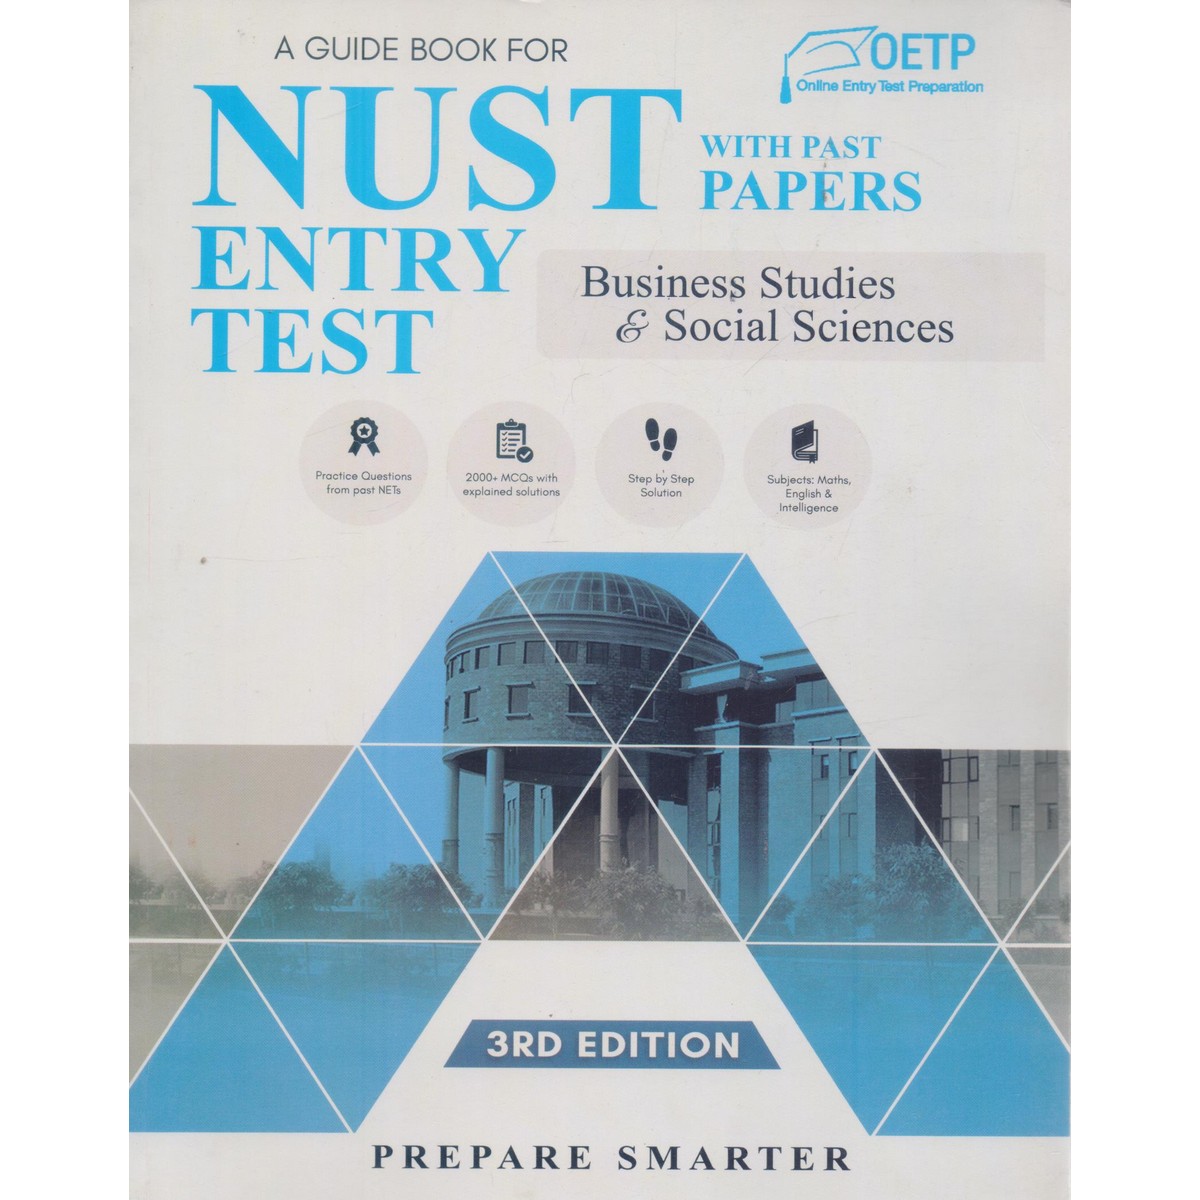 A GUIDE BOOK FOR
OETP
Online Entry Test Preparation
NUST
WITH PAST
PAPERS
ENTRY
TEST
Business Studies
& Social Sciences
Practice Questions
from past NETs
2000+ MCQs with
explained solutions
Step by Step
Solution
Subjects: Maths,
English &
Intelligence
3RD EDITION
PREPARE SMARTER